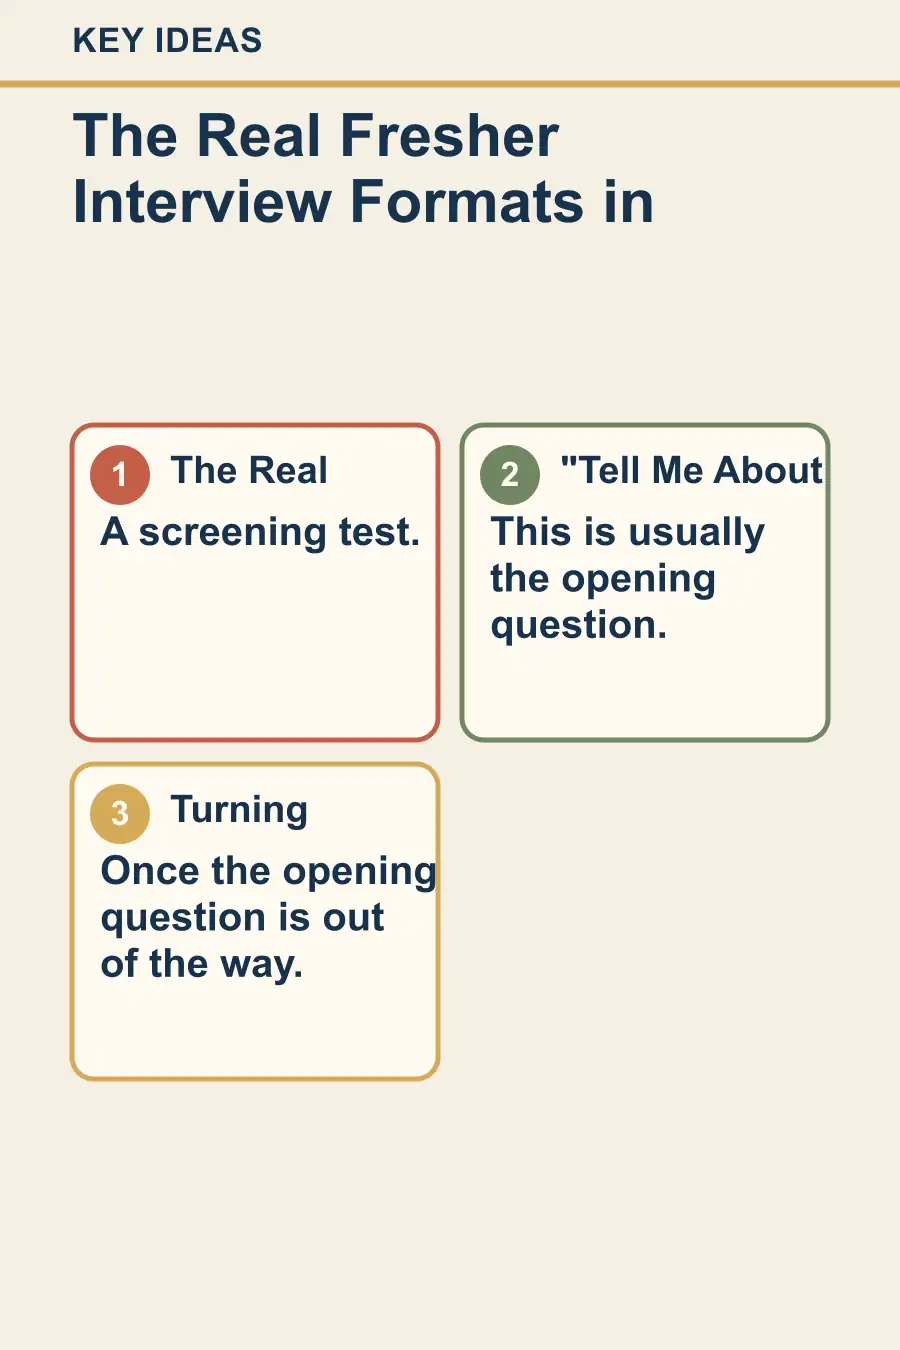 KEY IDEAS
The Real Fresher
Interview Formats in
1
The Real
A screening test.
2
"Tell Me About
This is usually
the opening
question.
3
Turning
Once the opening
question is out
of the way.